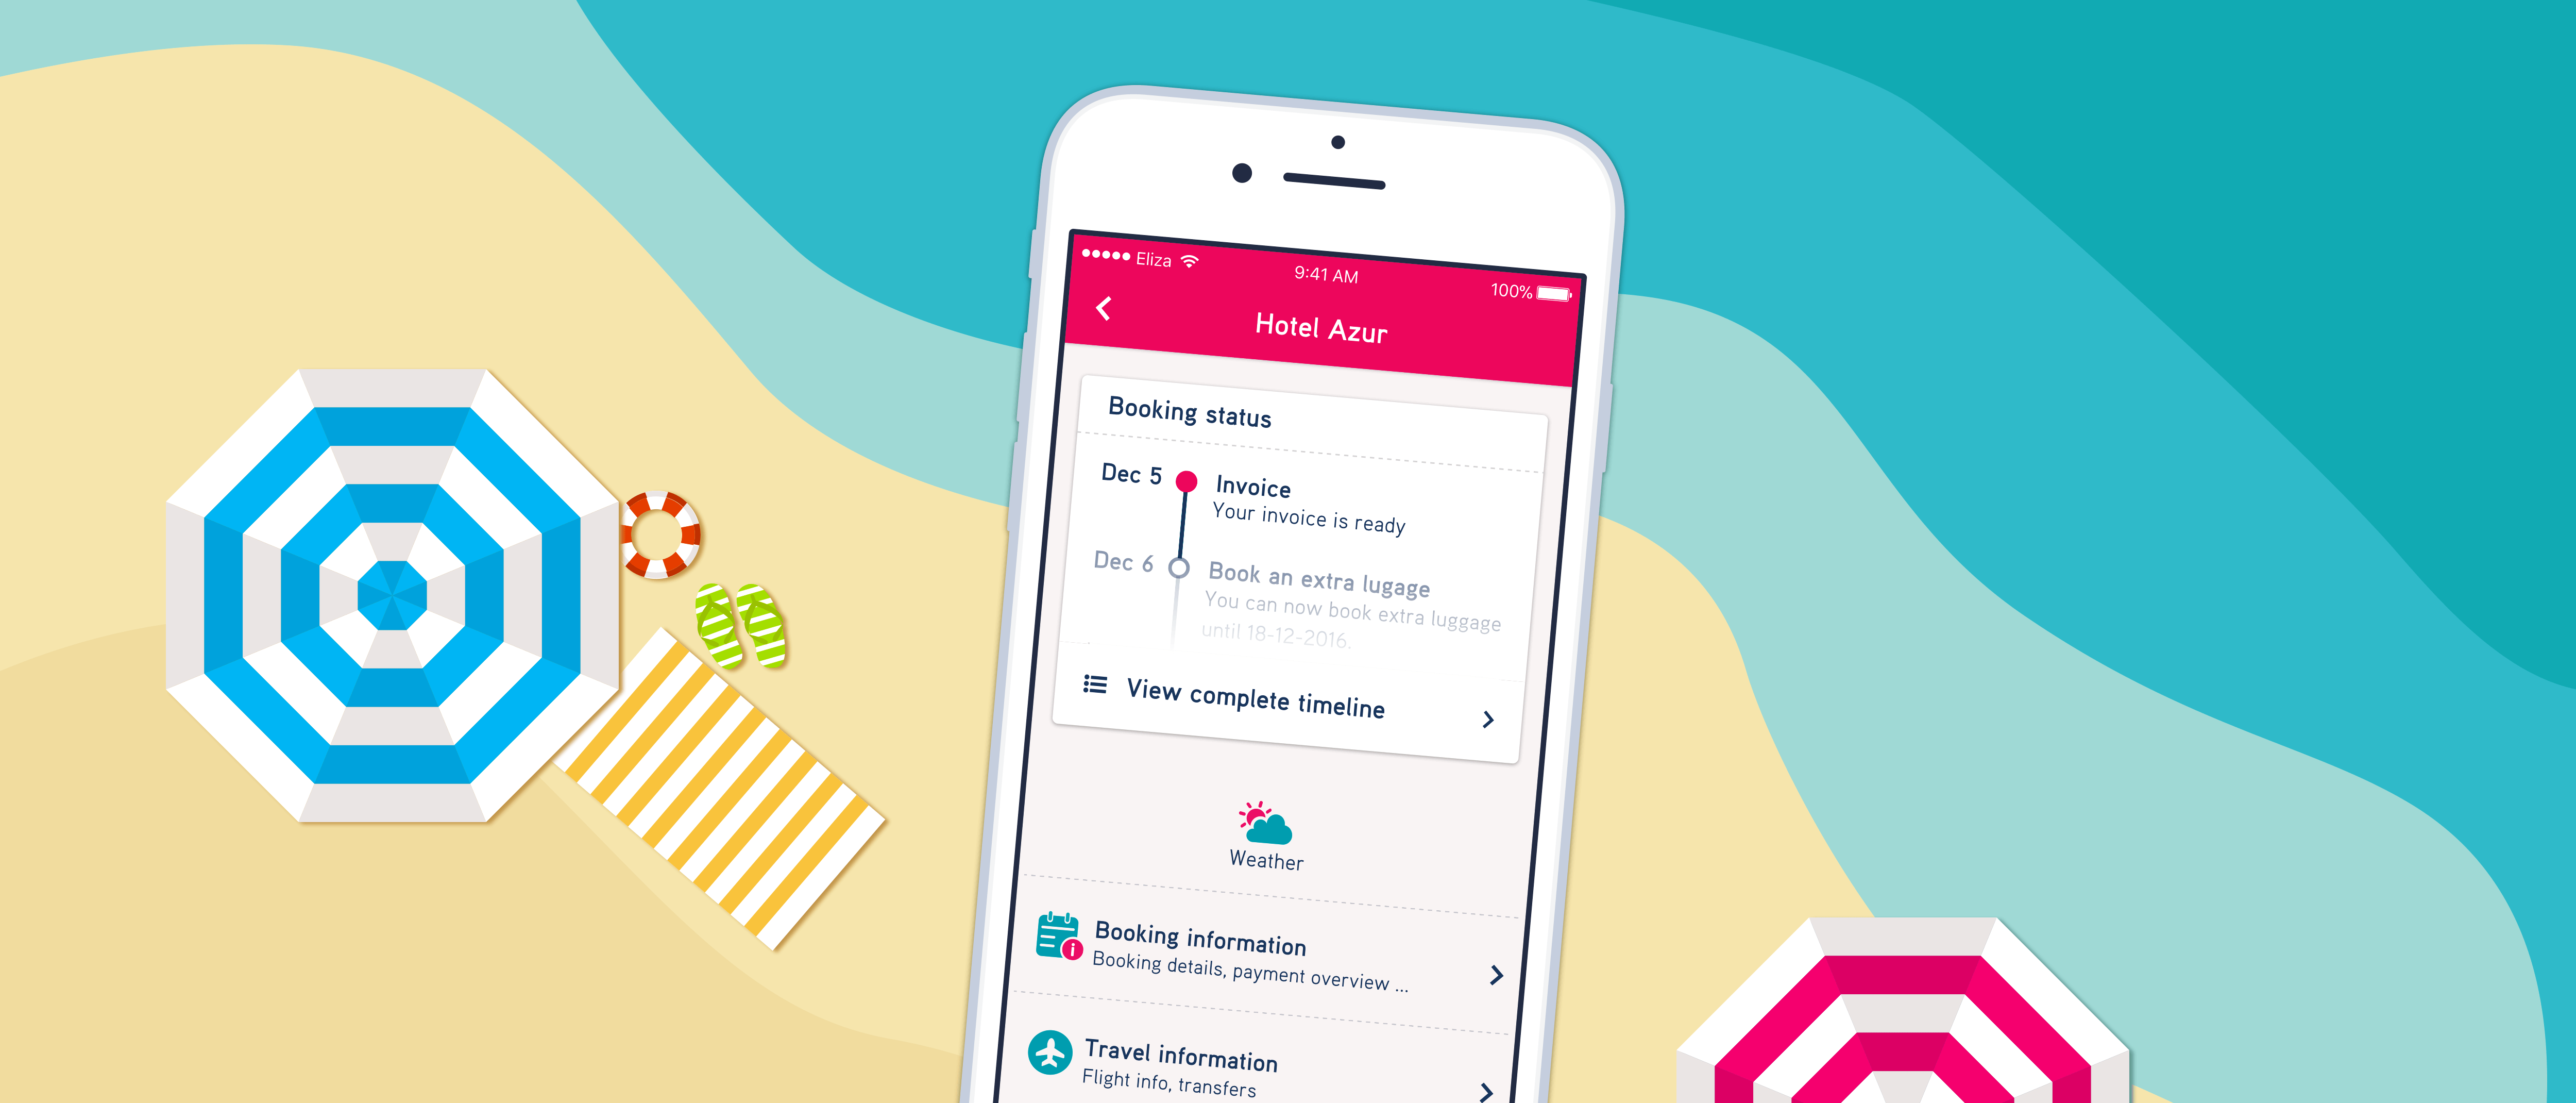 Eliza
9:41 AM
100%
Hotel Azur
Booking status
Dec 5
Invoice
Your invoice is ready
Dec 6
Book an extra lugage
You can now book extra luggage
until 18-12-2016.
View complete timeline
Weather
Booking information
Booking details, payment overview ...
Travel information
Flight info, transfers